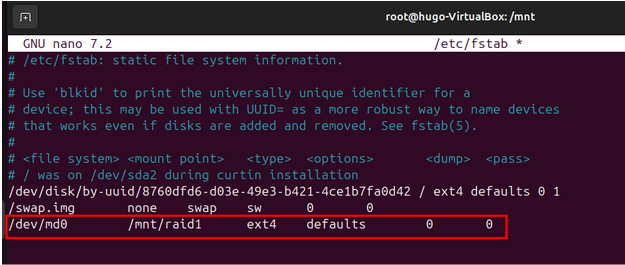 root@hugo-VirtualBox: /mnt
GNU nano 7.2 /etc/fstab *
# /etc/fstab: static file system information.
#
# Use 'blkid' to print the universally unique identifier for a
# device; this may be used with UUID= as a more robust way to name devices
# that works even if disks are added and removed. See fstab(5).
#
# <file system> <mount point> <type> <options> <dump> <pass>
# / was on /dev/sda2 during curtin installation
/dev/disk/by-uuid/8760dfd6-d03e-49e3-b421-4ce1b7fa0d42 / ext4 defaults 0 1
/swap.img none swap sw 0 0
/dev/md0 /mnt/raid1 ext4 defaults 0 0